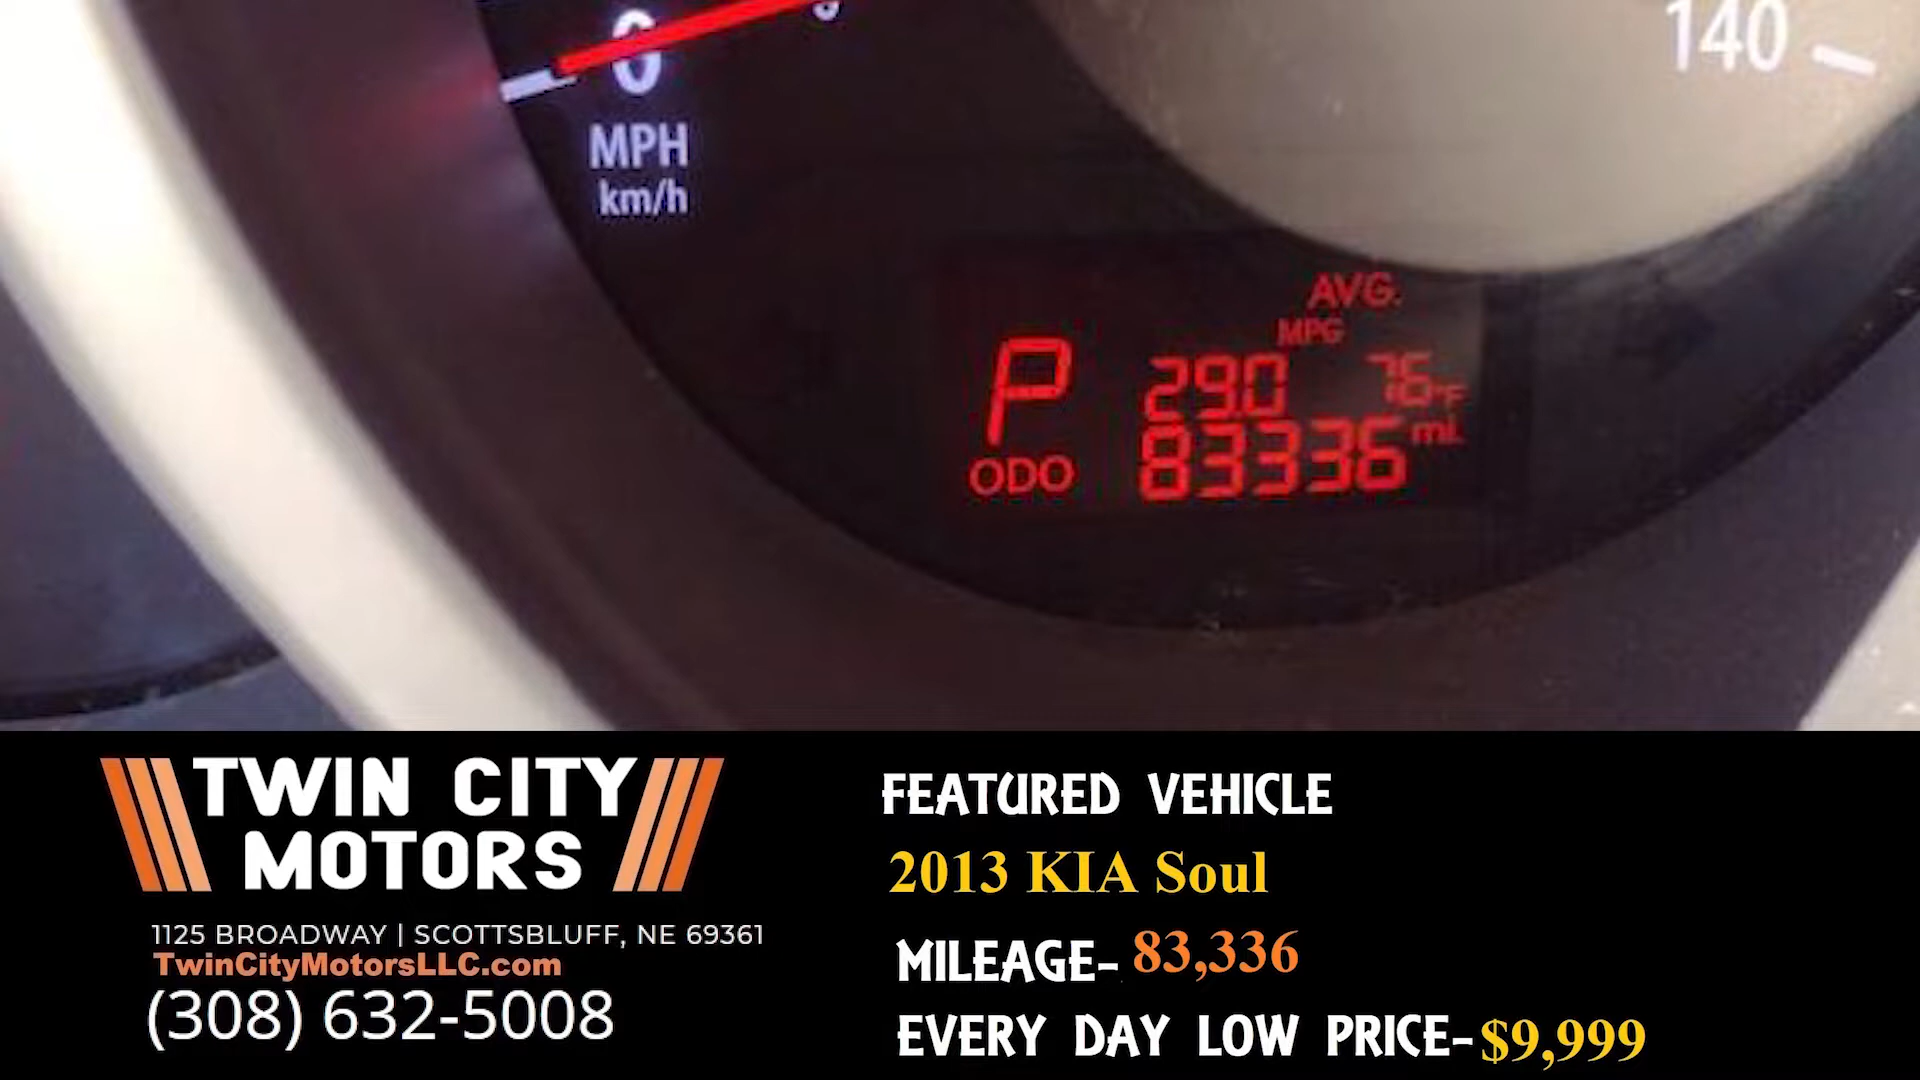 0
140
MPH
km/h
AVG.
MPG
P 29.0 76°F
ODO 83336 mi.
TWIN CITY
MOTORS
1125 BROADWAY | SCOTTSBLUFF, NE 69361
TwinCityMotorsLLC.com
(308) 632-5008
FEATURED VEHICLE
2013 KIA Soul
MILEAGE- 83,336
EVERY DAY LOW PRICE- $9,999